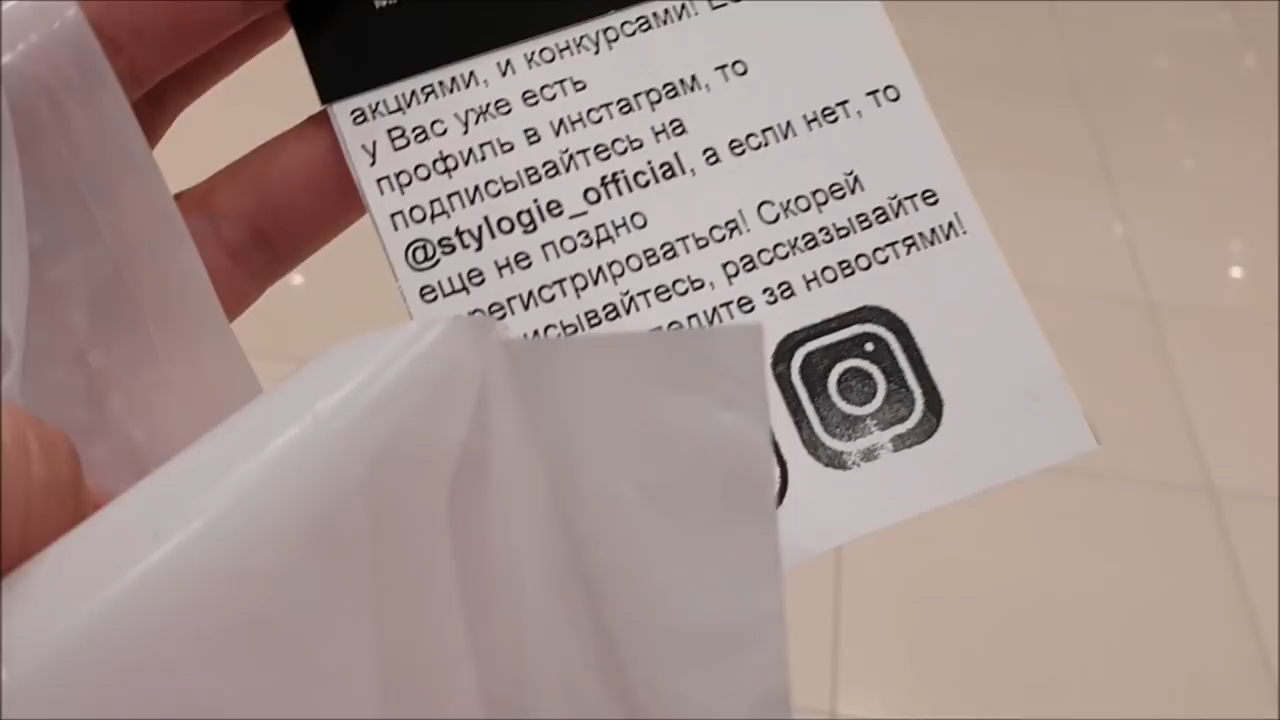 акциями, и конкурсами!
у Вас уже есть
профиль в инстаграм, то
подписывайтесь на
@stylogie_official, а если нет, то
еще не поздно
Скорей
рассказывайте
за новостями!